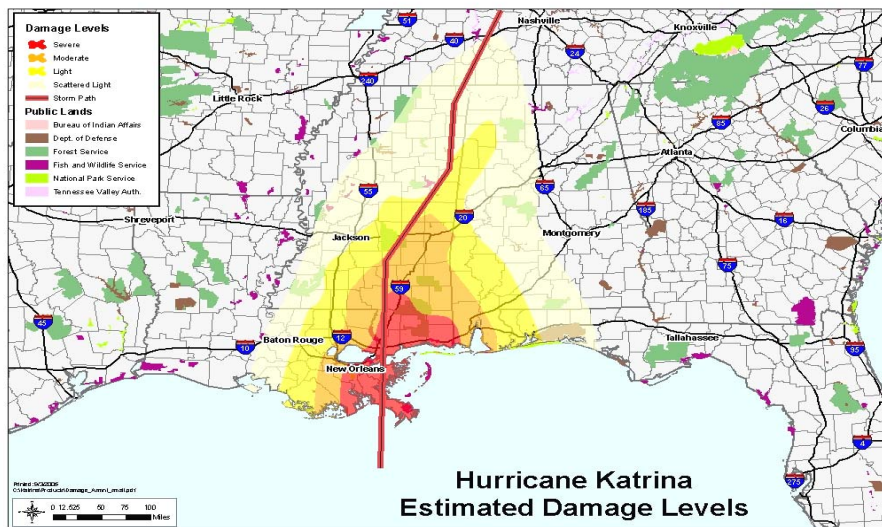 Damage Levels
Severe
Moderate
Light
Scattered Light
Storm Path
Public Lands
Bureau of Indian Affairs
Dept. of Defense
Forest Service
Fish and Wildlife Service
National Park Service
Tennessee Valley Auth.
51
40
Nashville
24
Knoxville
77
240
Little Rock
85
26
Columbia
Atlanta
55
65
20
185
16
Shreveport
Jackson
Montgomery
75
59
45
10
Baton Rouge
12
Tallahassee
95
New Orleans
4
275
Hurricane Katrina
Estimated Damage Levels
0 12.525 50 75 100
Miles